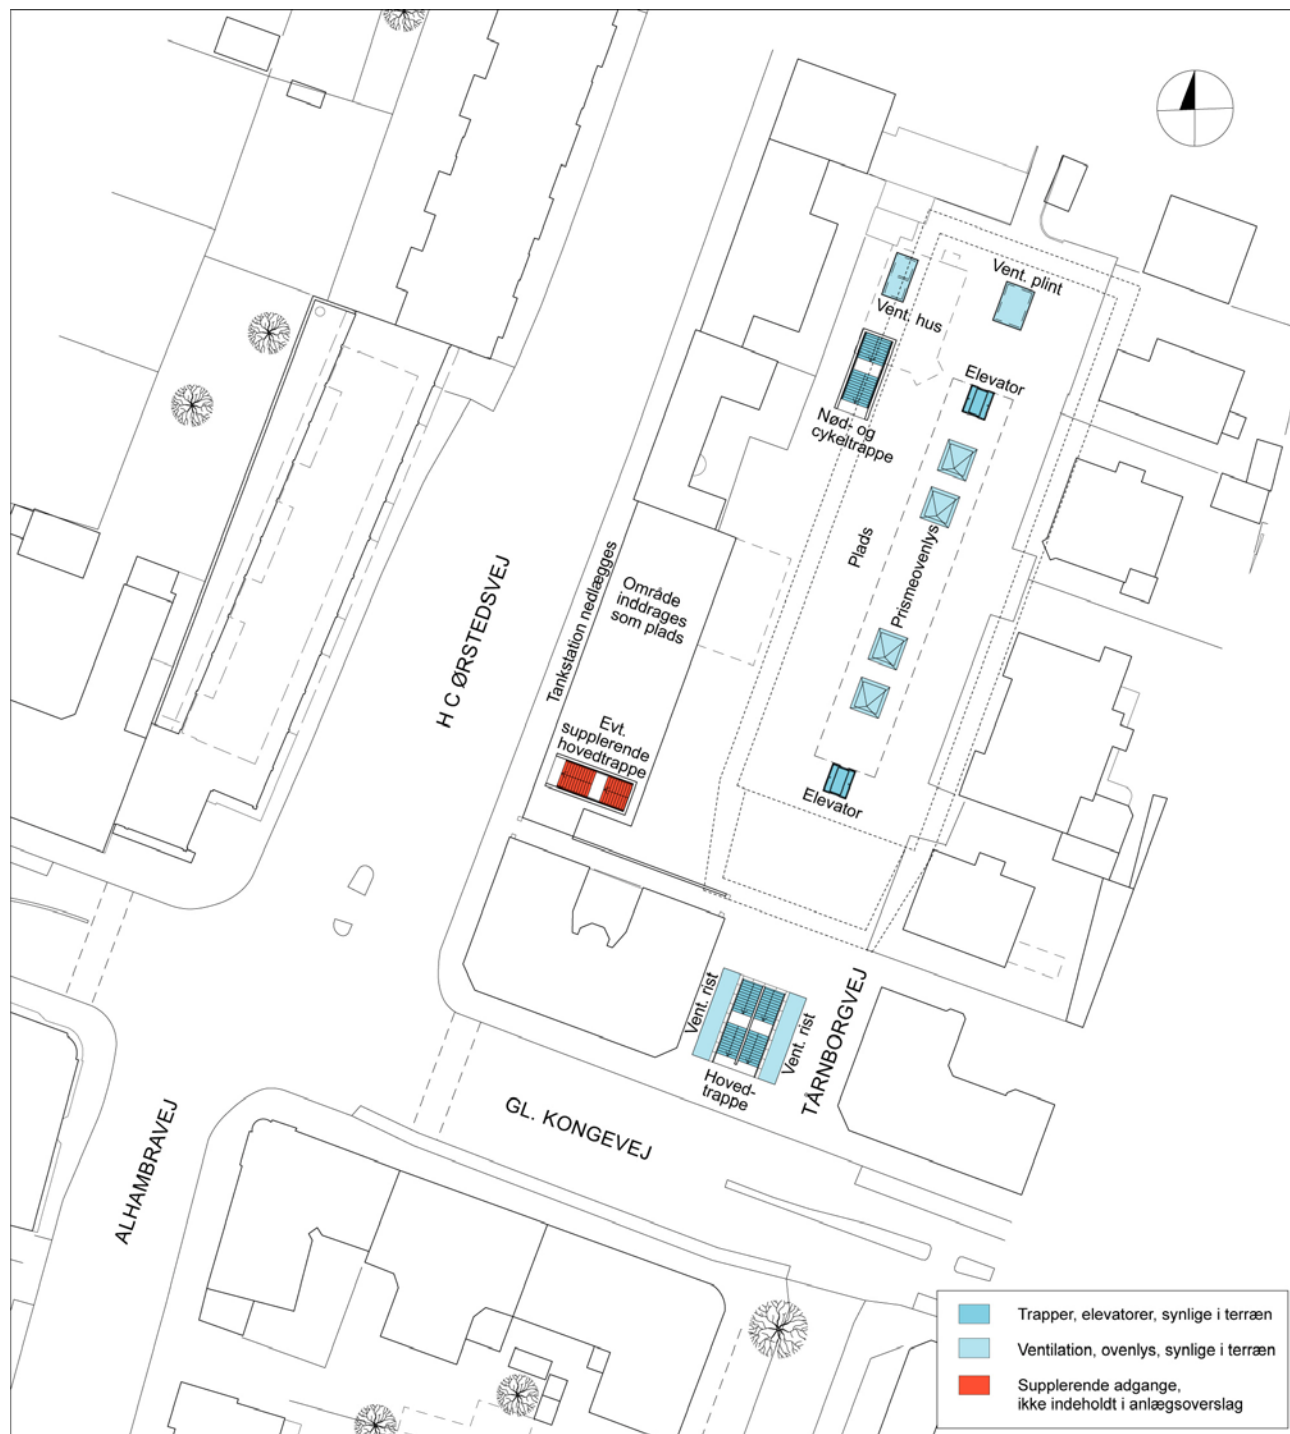 Vent. plint
Vent. hus
Elevator
Nød- og
cykeltrappe
Plads
Prismeovenlys
Tankstation nedlægges
Område
inddrages
som plads
H C ØRSTEDSVEJ
Evt.
supplerende
hovedtrappe
Elevator
Vent. rist
Vent. rist
Hoved-
trappe
TÅRNBORGVEJ
GL. KONGEVEJ
ALHAMBRAVEJ
Trapper, elevatorer, synlige i terræn
Ventilation, ovenlys, synlige i terræn
Supplerende adgange,
ikke indeholdt i anlægsoverslag